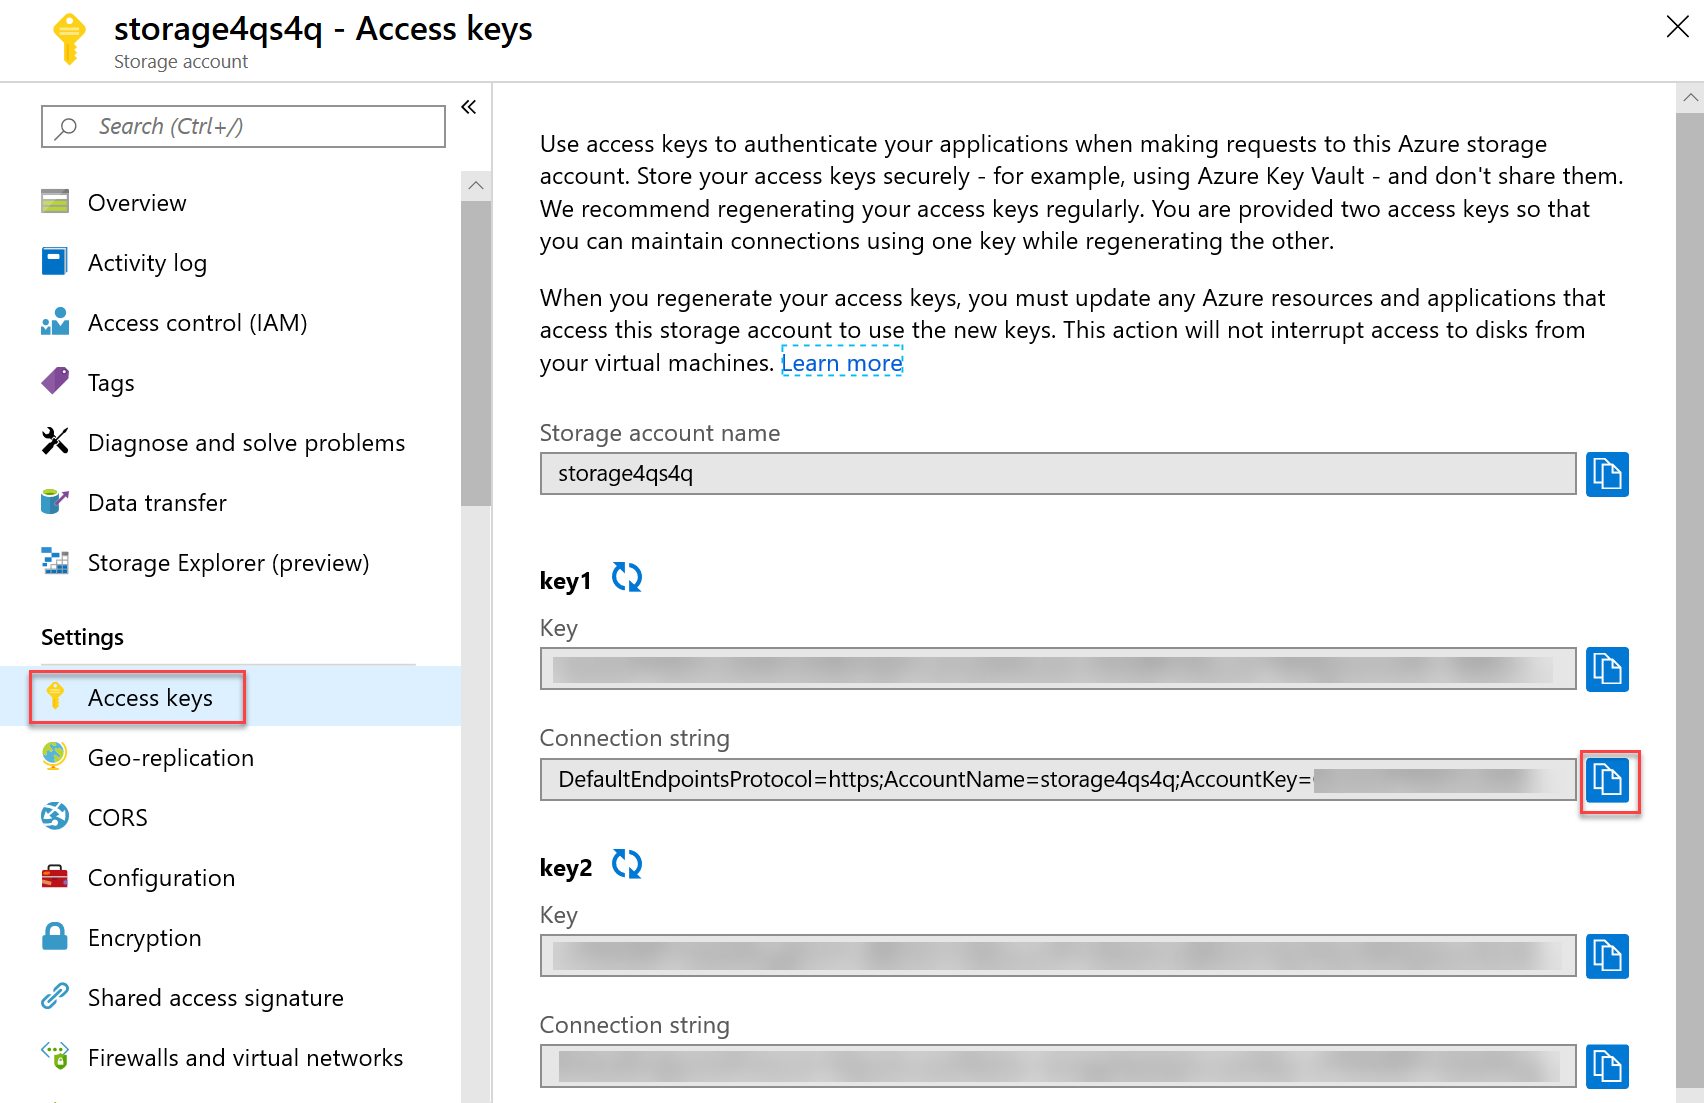 storage4qs4q - Access keys
Storage account
Search (Ctrl+/)
Overview
Activity log
Access control (IAM)
Tags
Diagnose and solve problems
Data transfer
Storage Explorer (preview)
Settings
Access keys
Geo-replication
CORS
Configuration
Encryption
Shared access signature
Firewalls and virtual networks
Use access keys to authenticate your applications when making requests to this Azure storage
account. Store your access keys securely - for example, using Azure Key Vault - and don't share them.
We recommend regenerating your access keys regularly. You are provided two access keys so that
you can maintain connections using one key while regenerating the other.
When you regenerate your access keys, you must update any Azure resources and applications that
access this storage account to use the new keys. This action will not interrupt access to disks from
your virtual machines. Learn more
Storage account name
storage4qs4q
key1
Key
Connection string
DefaultEndpointsProtocol=https;AccountName=storage4qs4q;AccountKey=
key2
Key
Connection string